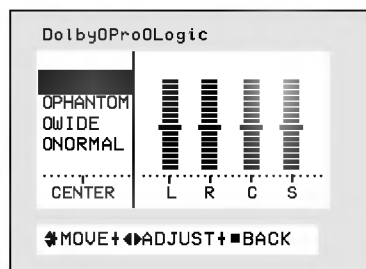 DolbyOProOLogic
OPHANTOM
OWIDE
ONORMAL
CENTER L R C S
MOVE ADJUST BACK